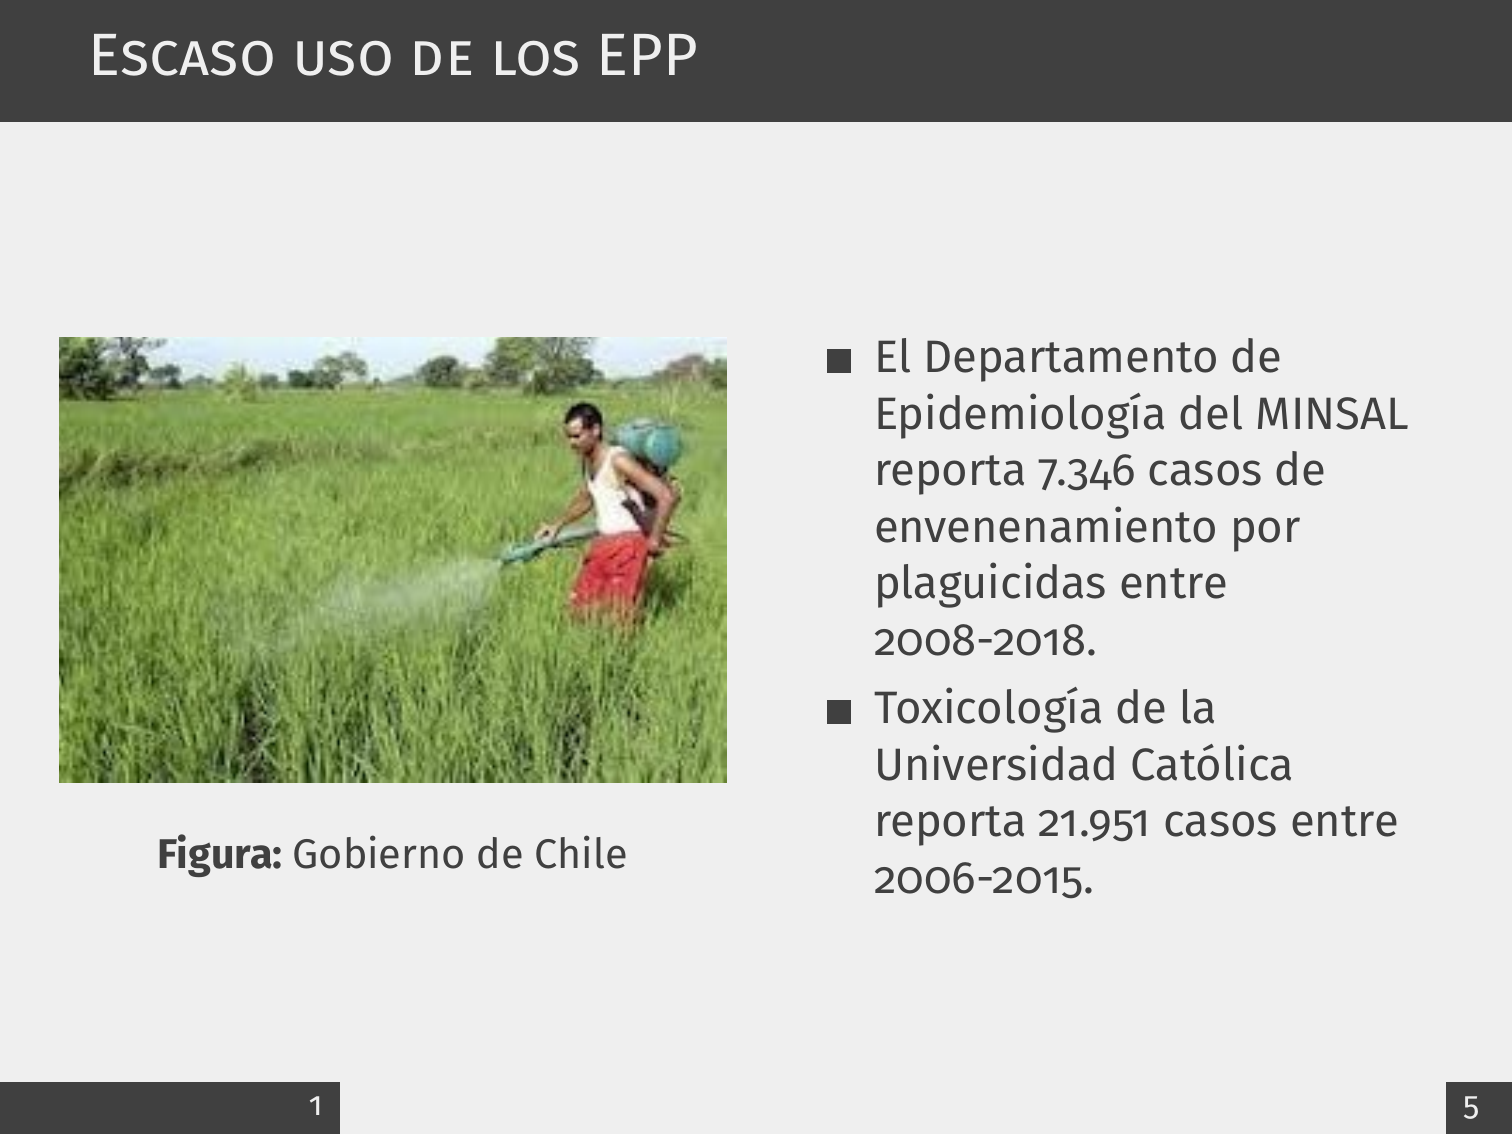 Escaso uso de los EPP
El Departamento de
Epidemiología del MINSAL
reporta 7.346 casos de
envenenamiento por
plaguicidas entre
2008-2018.
Toxicología de la
Universidad Católica
reporta 21.951 casos entre
2006-2015.
Figura: Gobierno de Chile
1
5